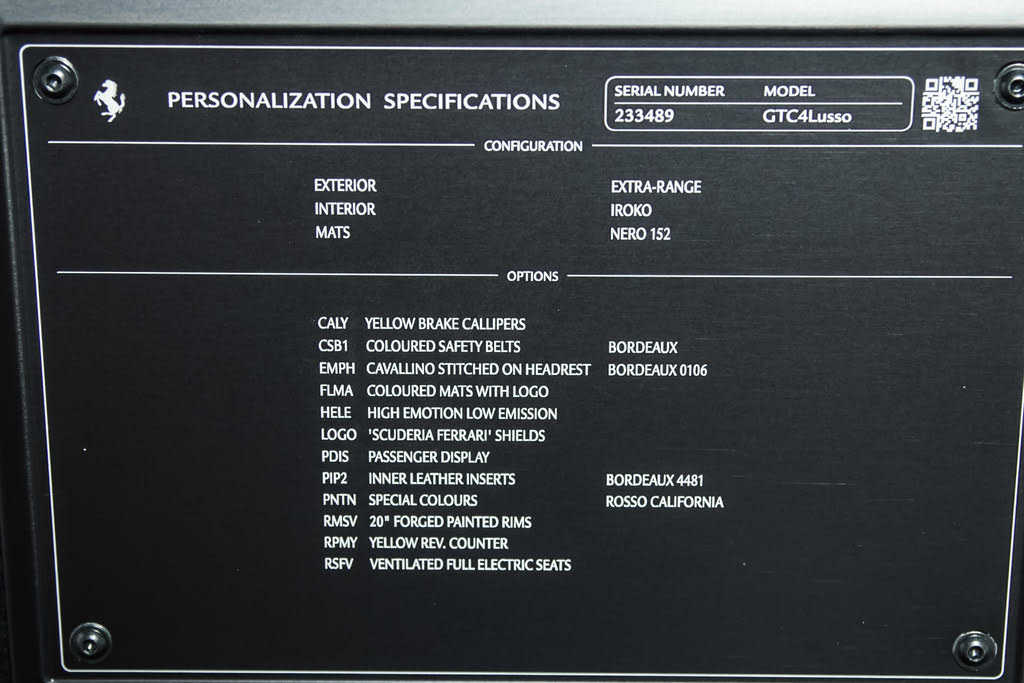 PERSONALIZATION SPECIFICATIONS
SERIAL NUMBER MODEL
233489 GTC4Lusso
CONFIGURATION
EXTERIOR EXTRA-RANGE
INTERIOR IROKO
MATS NERO 152
OPTIONS
CALY YELLOW BRAKE CALLIPERS
CSB1 COLOURED SAFETY BELTS BORDEAUX
EMPH CAVALLINO STITCHED ON HEADREST BORDEAUX 0106
FLMA COLOURED MATS WITH LOGO
HELE HIGH EMOTION LOW EMISSION
LOGO 'SCUDERIA FERRARI' SHIELDS
PDIS PASSENGER DISPLAY
PIP2 INNER LEATHER INSERTS BORDEAUX 4481
PNTN SPECIAL COLOURS ROSSO CALIFORNIA
RMSV 20" FORGED PAINTED RIMS
RPMY YELLOW REV. COUNTER
RSFV VENTILATED FULL ELECTRIC SEATS